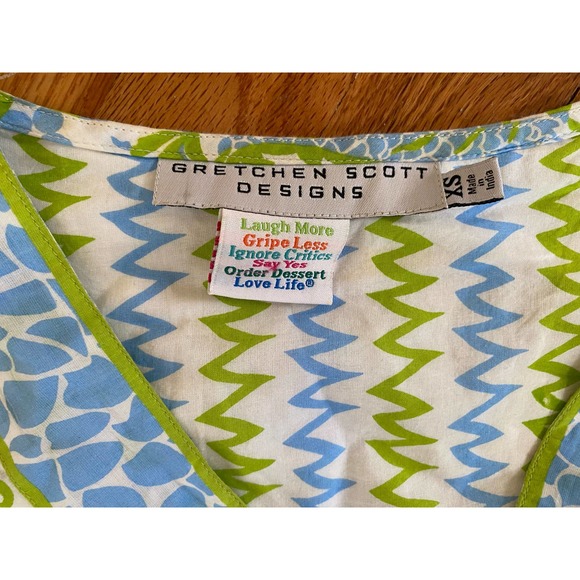 GRETCHEN SCOTT
DESIGNS
XS
Made
in
India
Laugh More
Gripe Less
Ignore Critics
Say Yes
Order Dessert
Love Life®